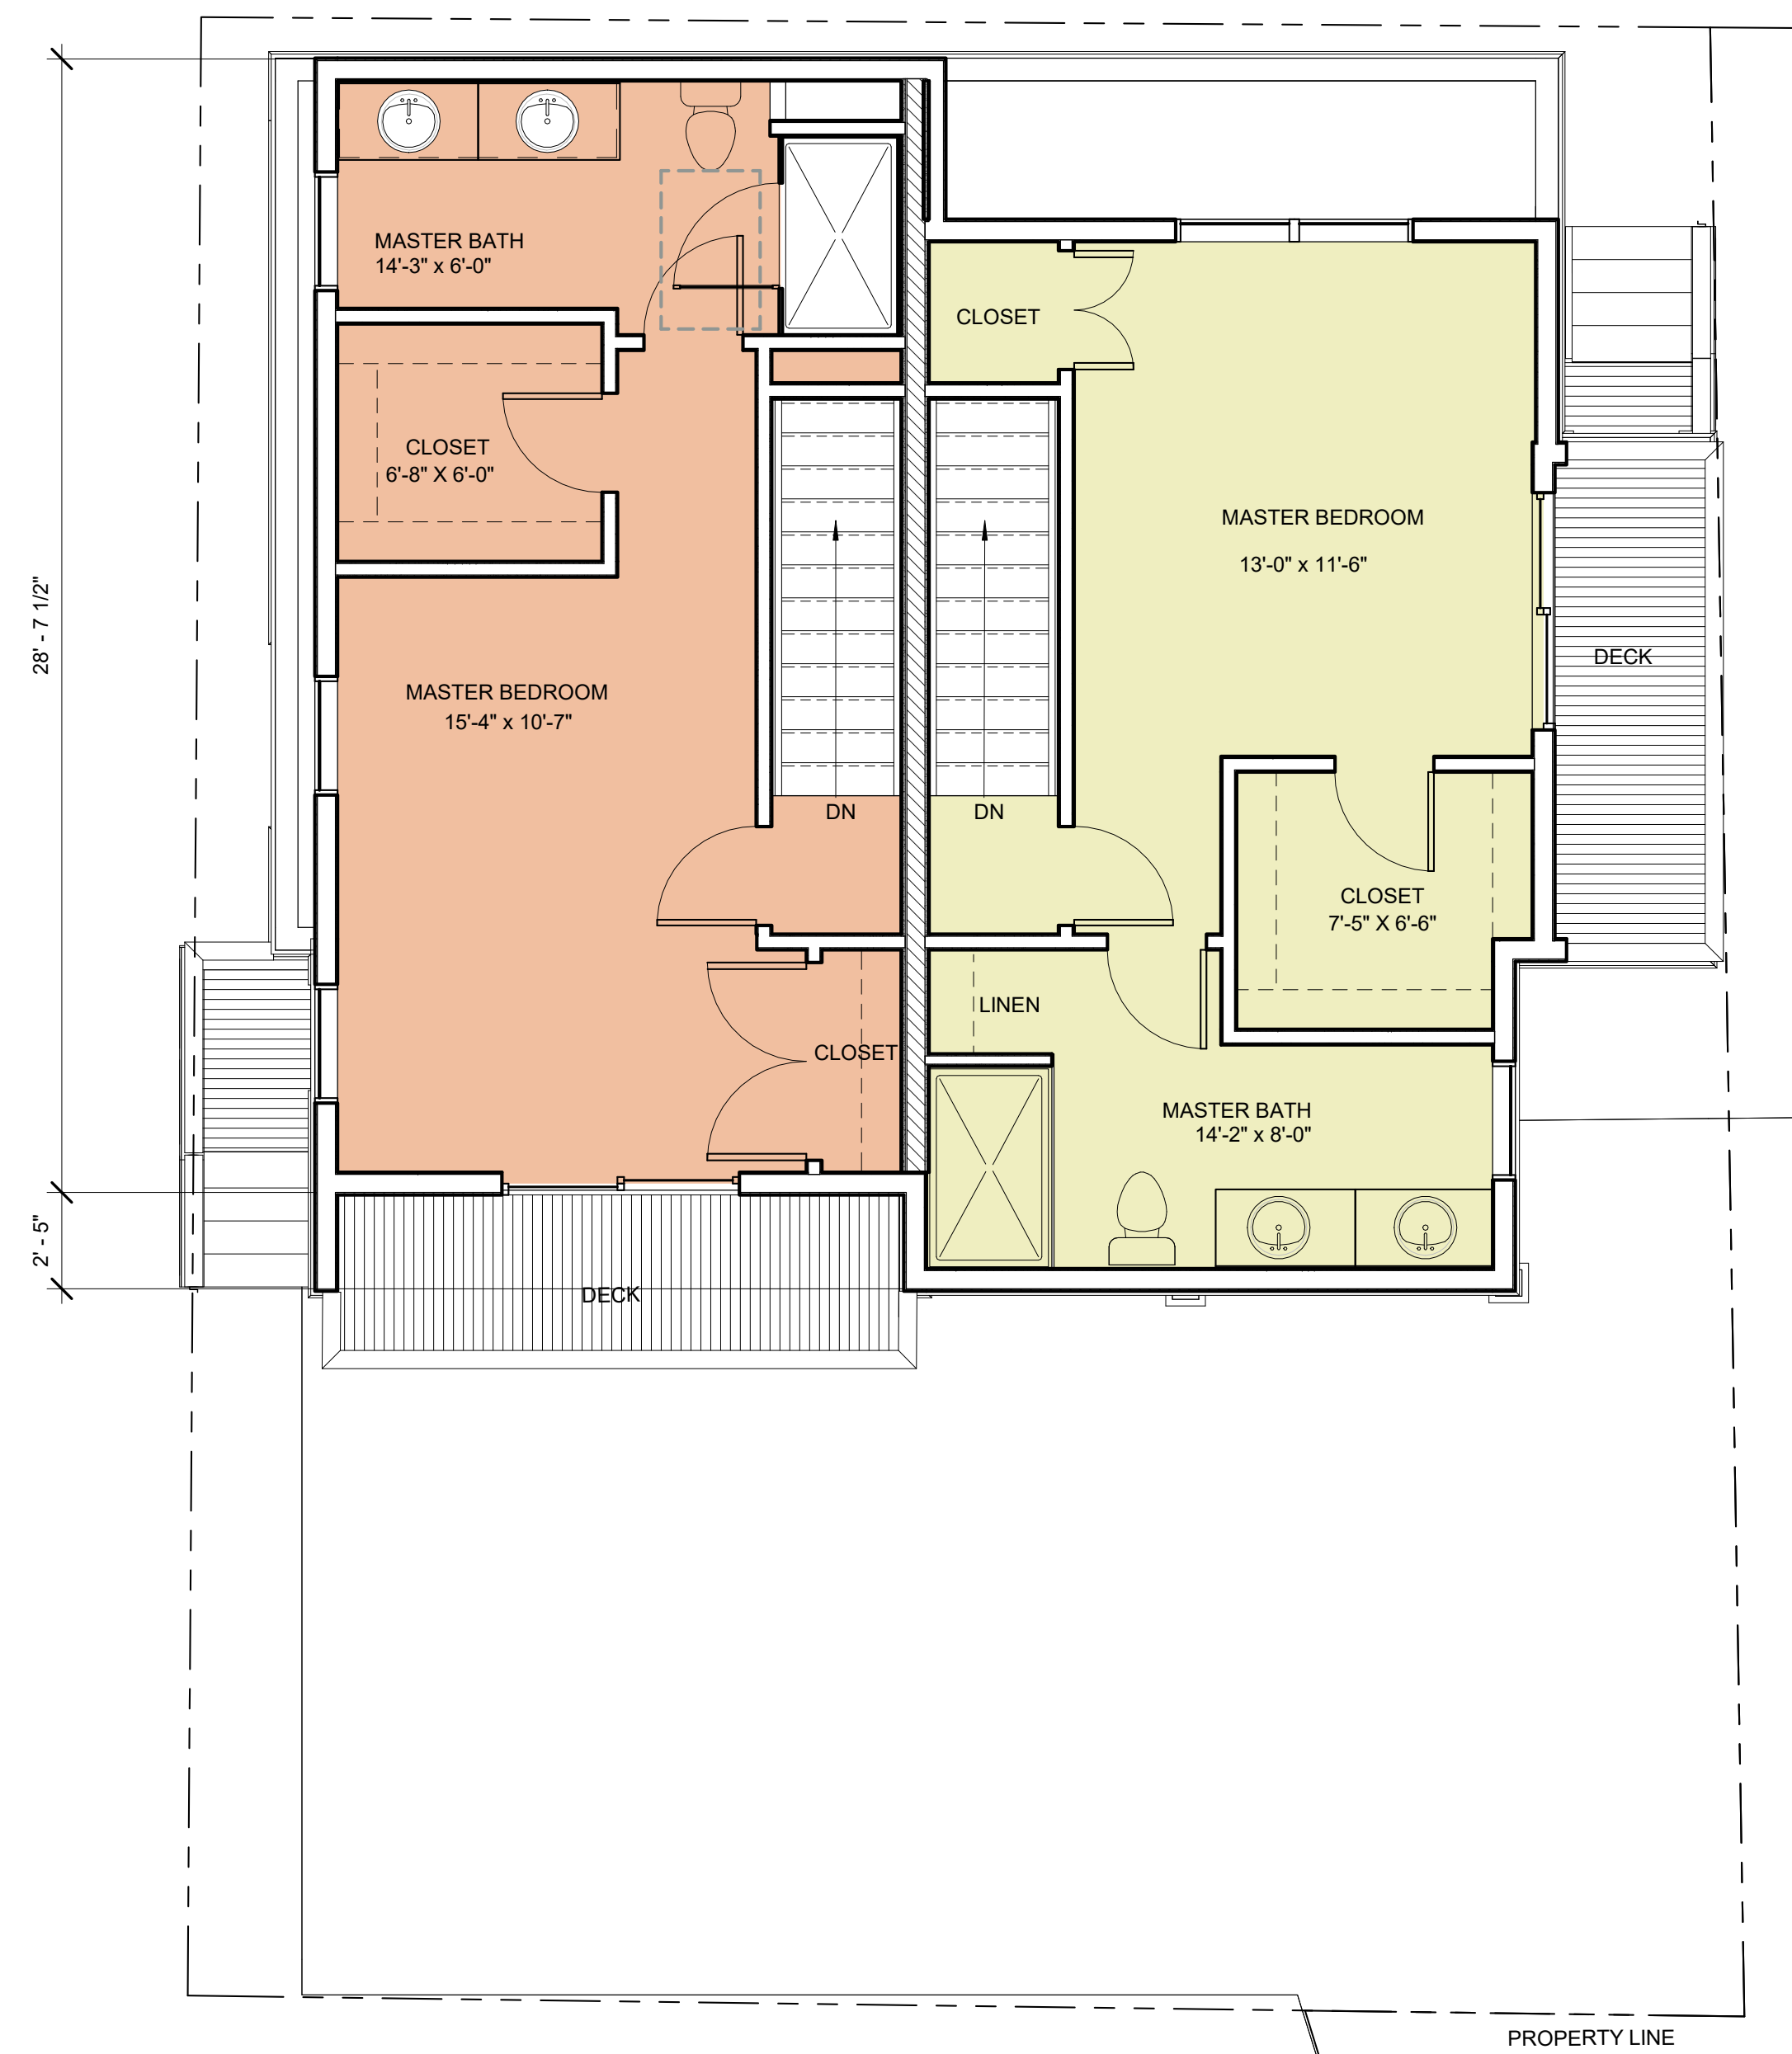 MASTER BATH
14'-3" x 6'-0"
CLOSET
6'-8" X 6'-0"
MASTER BEDROOM
15'-4" x 10'-7"
DN
CLOSET
DECK
CLOSET
MASTER BEDROOM
13'-0" x 11'-6"
DECK
DN
CLOSET
7'-5" X 6'-6"
LINEN
MASTER BATH
14'-2" x 8'-0"
28' - 7 1/2"
2' - 5"
PROPERTY LINE